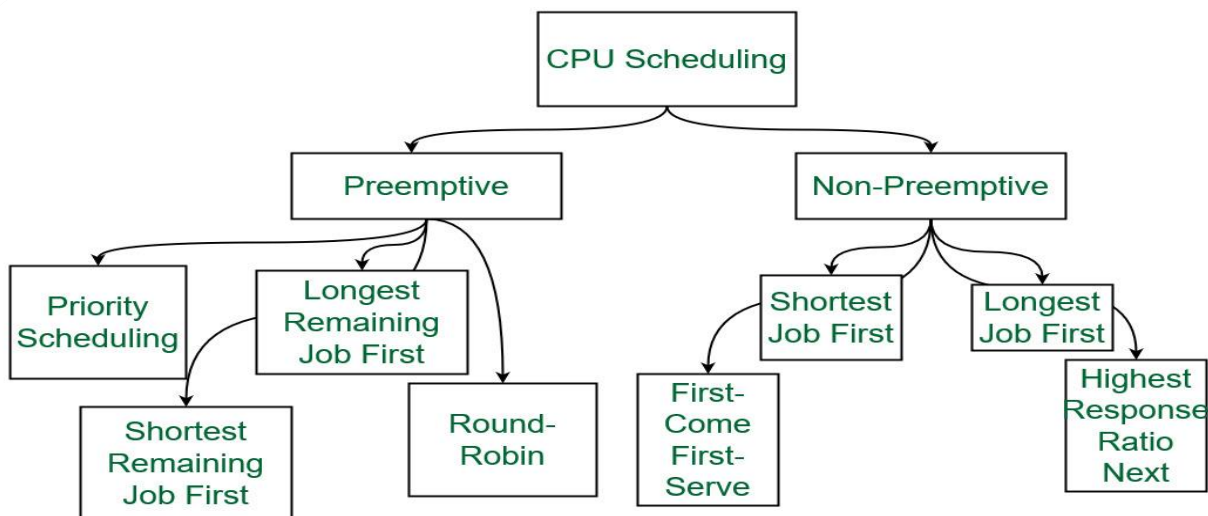 CPU Scheduling
Preemptive
Non-Preemptive
Priority
Scheduling
Longest
Remaining
Job First
Shortest
Job First
Longest
Job First
Shortest
Remaining
Job First
Round-
Robin
First-
Come
First-
Serve
Highest
Response
Ratio
Next